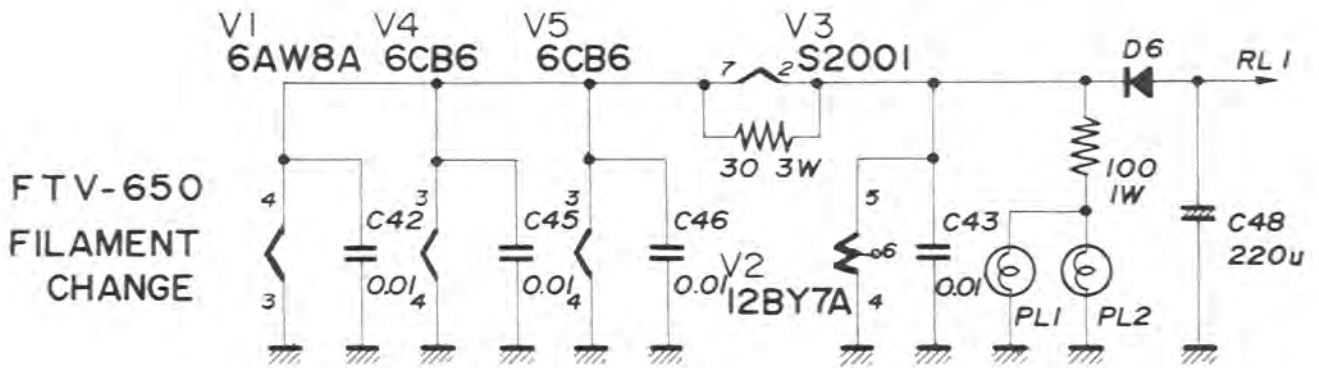 V1 V4 V5 V3
6AW8A 6CB6 6CB6 S2001 D6
7 2 RL1
30 3W 100
1W
FTV-650
FILAMENT
CHANGE
4 3 3 5
C42 C45 C46 C43 C48
220u
6
0.01 0.01 0.01 V2 0.01
12BY7A
3 4 4 4
PL1 PL2